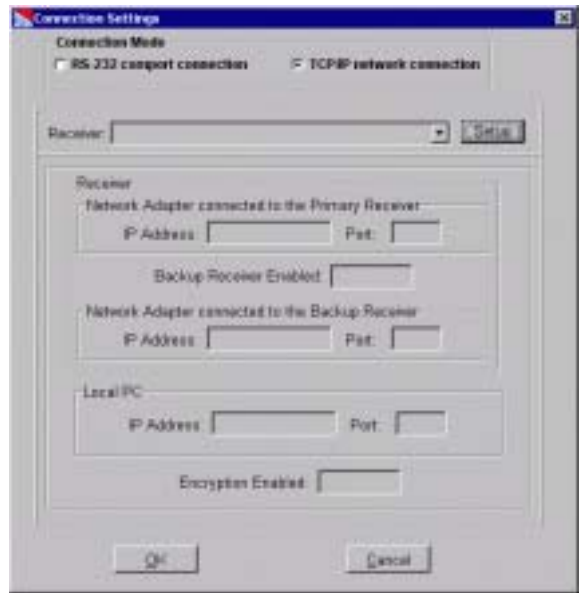 Connection Settings
Connection Mode
RS-232 comport connection TCP/IP network connection
Receiver: Setup
Receiver
Network Adapter connected to the Primary Receiver
IP Address: Port:
Backup Receiver Enabled:
Network Adapter connected to the Backup Receiver
IP Address: Port:
Local PC
IP Address: Port:
Encryption Enabled:
OK Cancel